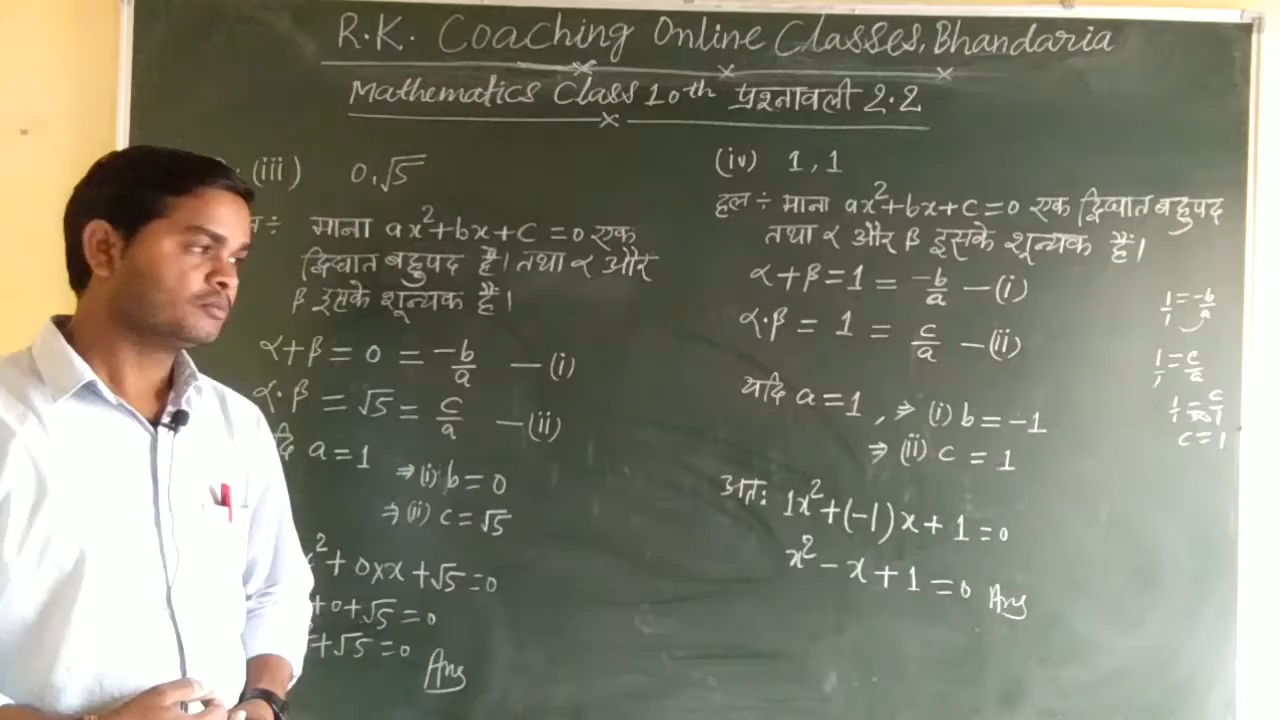 R.K. Coaching Online Classes, Bhandaria
Mathematics Class 10th प्रश्नावली 2.2
(iii) 0, √5
माना ax²+bx+c=0 एक
द्विघात बहुपद है। तथा α और
β इसके शून्यक हैं।
α+β = 0 = -b/a —(i)
α.β = √5 = c/a —(ii)
a=1
⇒(i) b=0
⇒(ii) c=√5
x²+0×x+√5=0
+0+√5=0
+√5=0
Ans
(iv) 1, 1
हल ÷ माना ax²+bx+c=0 एक द्विघात बहुपद
तथा α और β इसके शून्यक हैं।
α+β=1 = -b/a —(i)
α.β = 1 = c/a —(ii)
यदि a=1, ⇒ (i) b=-1
⇒ (ii) c = 1
अतः 1x²+(-1)x+1=0
x²-x+1=0 Ans
1/1=-b/a
1/1=c/a
1/1=c/1
c=1